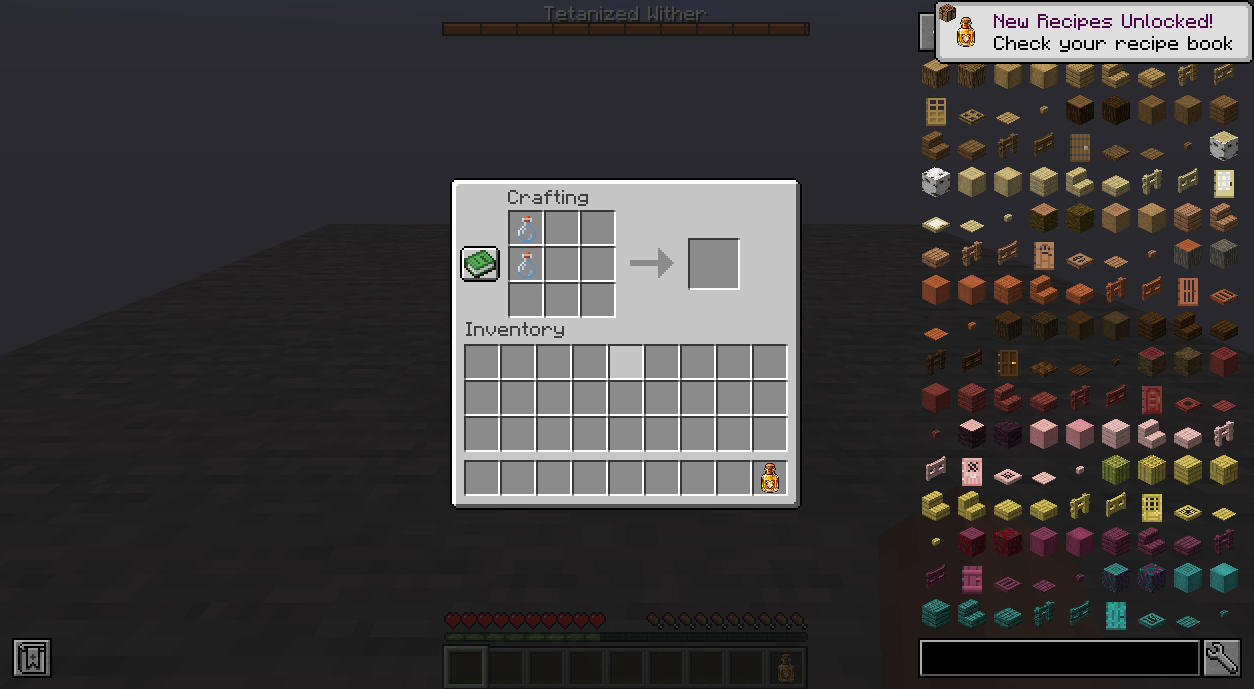 Tetanized Wither
New Recipes Unlocked!
Check your recipe book
Crafting
Inventory